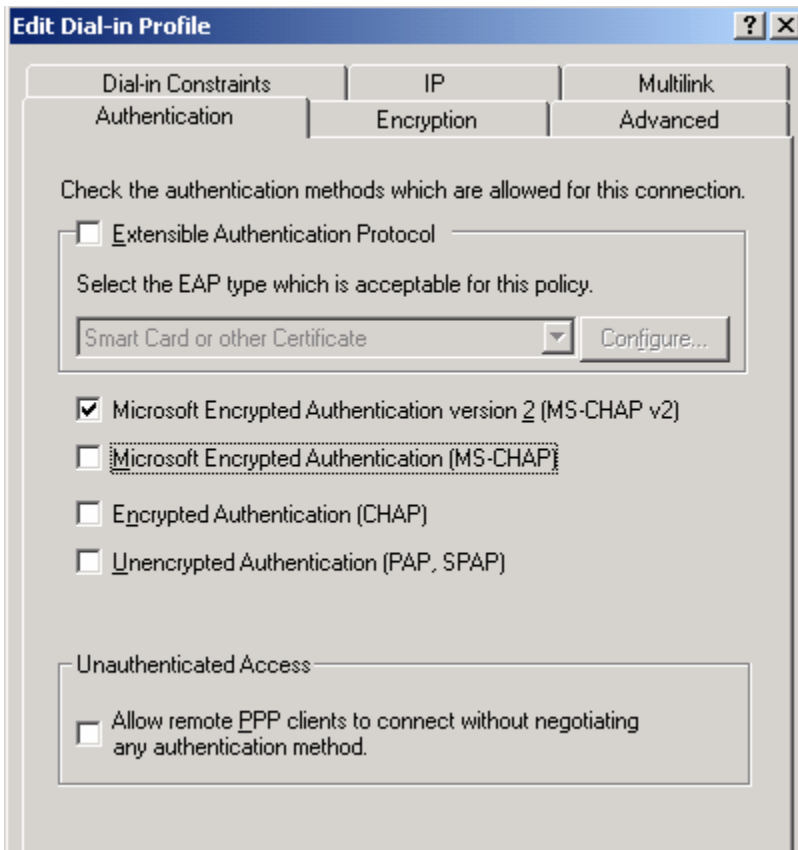 Edit Dial-in Profile
Dial-in Constraints
IP
Multilink
Authentication
Encryption
Advanced
Check the authentication methods which are allowed for this connection.
Extensible Authentication Protocol
Select the EAP type which is acceptable for this policy.
Smart Card or other Certificate
Configure...
Microsoft Encrypted Authentication version 2 (MS-CHAP v2)
Microsoft Encrypted Authentication (MS-CHAP)
Encrypted Authentication (CHAP)
Unencrypted Authentication (PAP, SPAP)
Unauthenticated Access
Allow remote PPP clients to connect without negotiating
any authentication method.